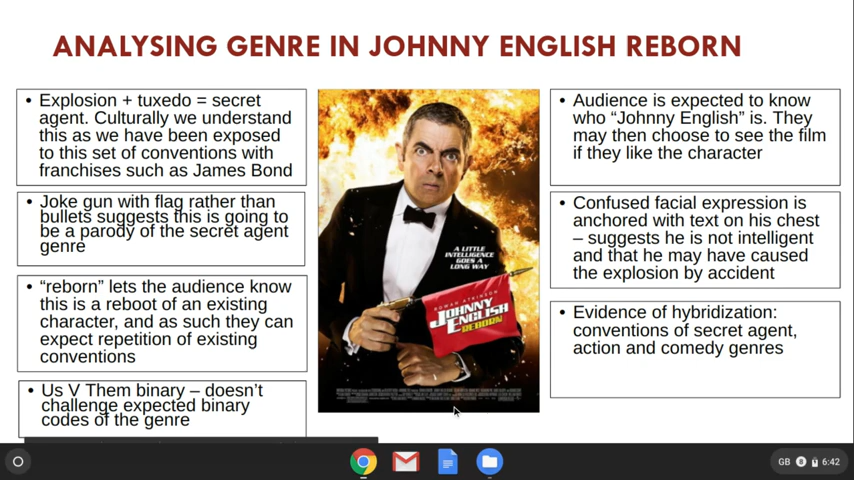 ANALYSING GENRE IN JOHNNY ENGLISH REBORN
• Explosion + tuxedo = secret
agent. Culturally we understand
this as we have been exposed
to this set of conventions with
franchises such as James Bond
• Joke gun with flag rather than
bullets suggests this is going to
be a parody of the secret agent
genre
• “reborn” lets the audience know
this is a reboot of an existing
character, and as such they can
expect repetition of existing
conventions
• Us V Them binary – doesn’t
challenge expected binary
codes of the genre
A LITTLE
INTELLIGENCE
GOES A
LONG WAY
ROWAN ATKINSON
JOHNNY
ENGLISH
REBORN
• Audience is expected to know
who “Johnny English” is. They
may then choose to see the film
if they like the character
• Confused facial expression is
anchored with text on his chest
– suggests he is not intelligent
and that he may have caused
the explosion by accident
• Evidence of hybridization:
conventions of secret agent,
action and comedy genres
GB 6:42